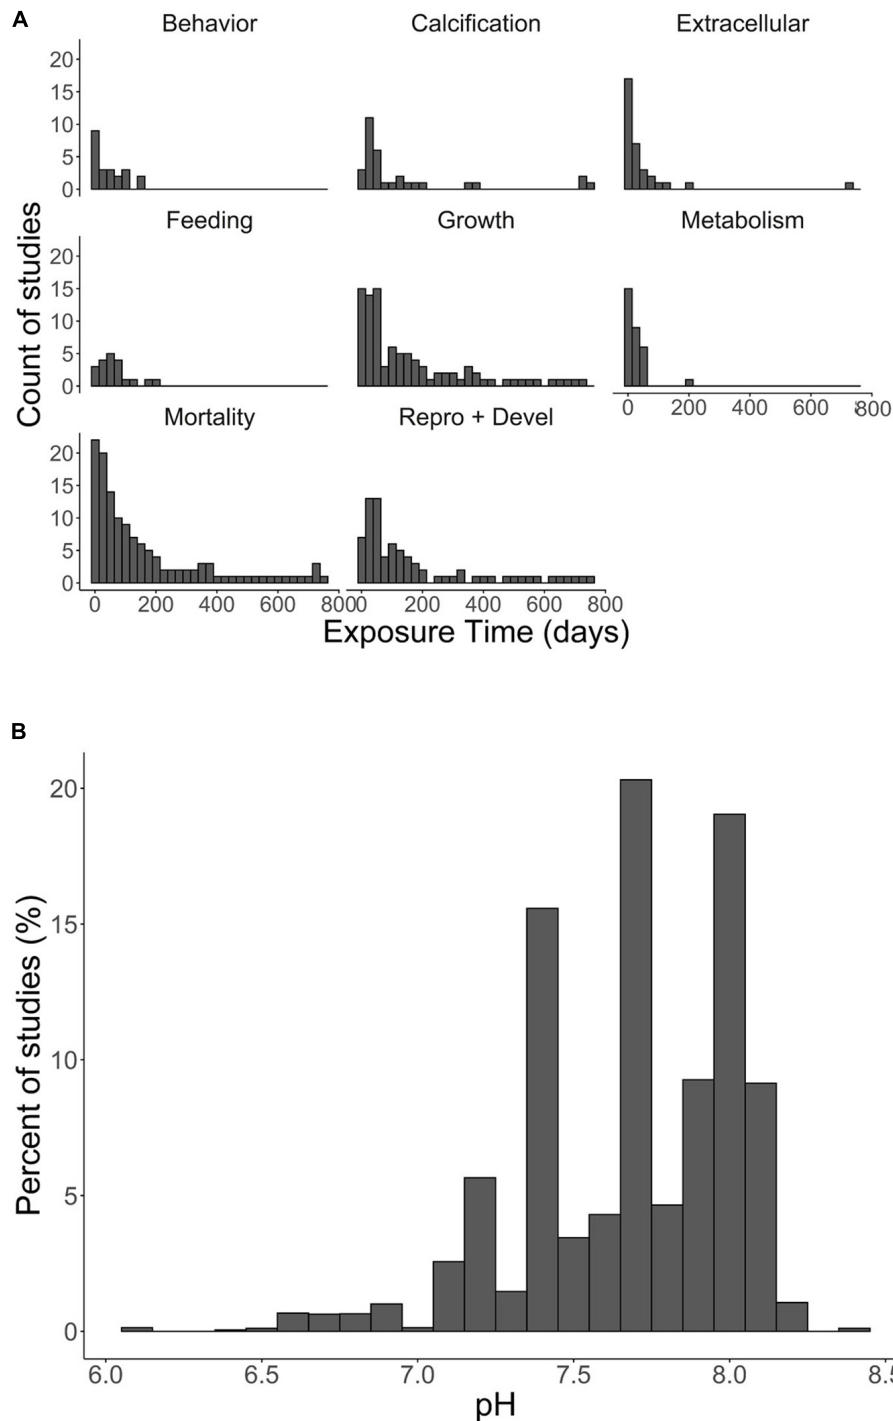 A
Behavior Calcification Extracellular
20
15
10
5
0
Feeding Growth Metabolism
20
15
10
5
0
0 200 400 600 800
Mortality Repro + Devel
20
15
10
5
0
0 200 400 600 800 0 200 400 600 800
Count of studies
Exposure Time (days)
B
20
15
10
5
0
Percent of studies (%)
6.0 6.5 7.0 7.5 8.0 8.5
pH